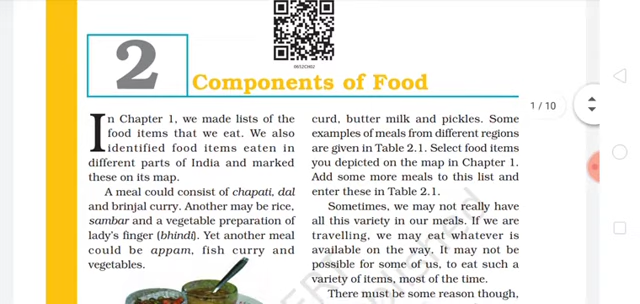 2
Components of Food
0612CH02
1 / 10
In Chapter 1, we made lists of the
food items that we eat. We also
identified food items eaten in
different parts of India and marked
these on its map.
A meal could consist of chapati, dal
and brinjal curry. Another may be rice,
sambar and a vegetable preparation of
lady's finger (bhindi). Yet another meal
could be appam, fish curry and
vegetables.
curd, butter milk and pickles. Some
examples of meals from different regions
are given in Table 2.1. Select food items
you depicted on the map in Chapter 1.
Add some more meals to this list and
enter these in Table 2.1.
Sometimes, we may not really have
all this variety in our meals. If we are
travelling, we may eat whatever is
available on the way. It may not be
possible for some of us, to eat such a
variety of items, most of the time.
There must be some reason though,